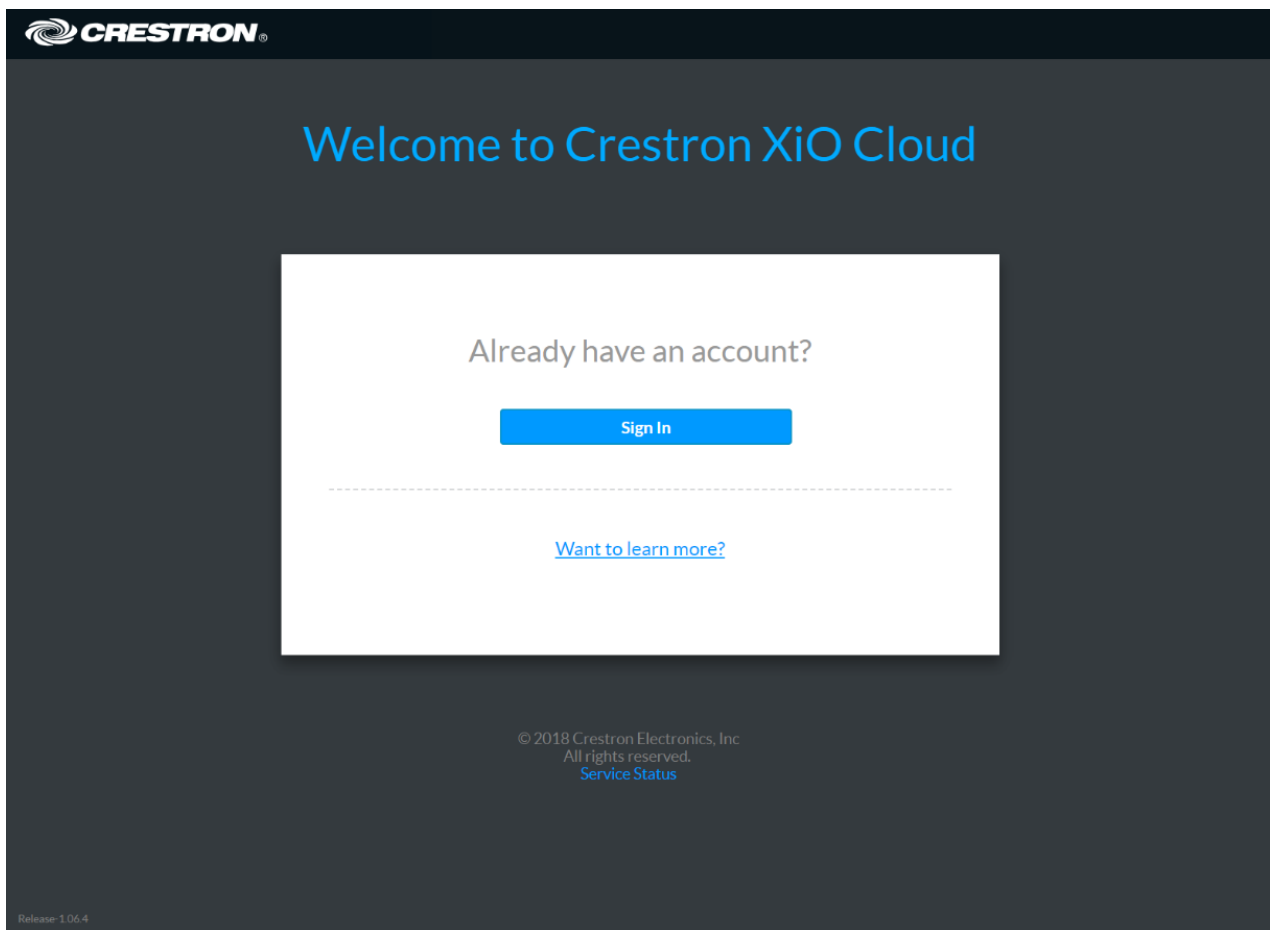 CRESTRON®
Welcome to Crestron XiO Cloud
Already have an account?
Sign In
Want to learn more?
© 2018 Crestron Electronics, Inc
All rights reserved.
Service Status
Release-1.06.4